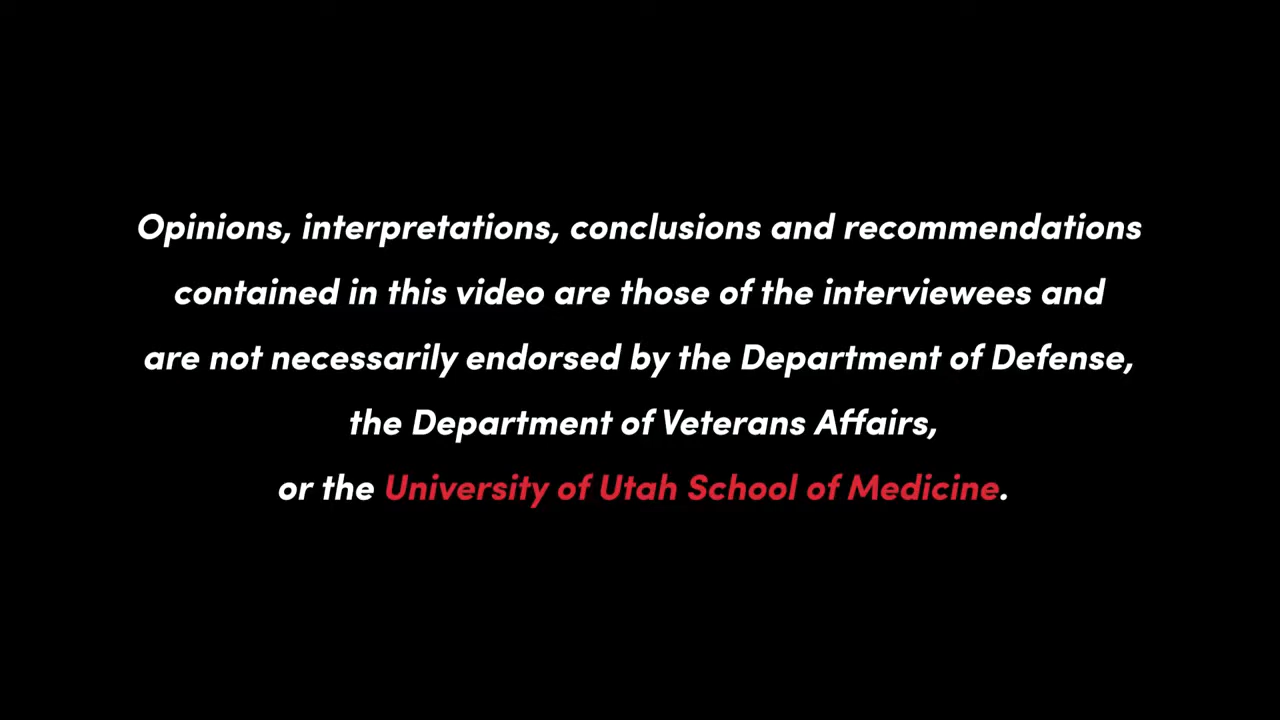 Opinions, interpretations, conclusions and recommendations
contained in this video are those of the interviewees and
are not necessarily endorsed by the Department of Defense,
the Department of Veterans Affairs,
or the University of Utah School of Medicine.